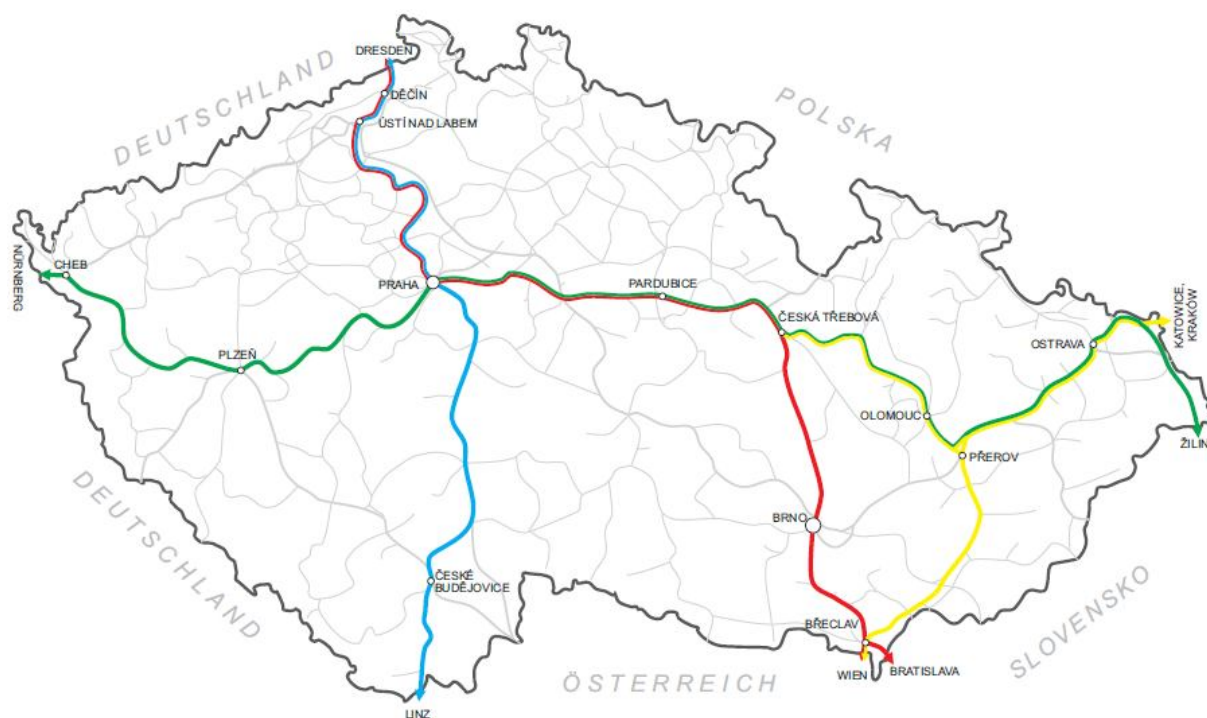 DRESDEN
DĚČÍN
ÚSTÍ NAD LABEM
DEUTSCHLAND
POLSKA
NÜRNBERG
CHEB
PRAHA
PARDUBICE
ČESKÁ TŘEBOVÁ
KATOWICE,
KRAKÓW
OSTRAVA
PLZEŇ
OLOMOUC
ŽILIN
PŘEROV
DEUTSCHLAND
BRNO
ČESKÉ
BUDĚJOVICE
BŘECLAV
SLOVENSKO
WIEN
BRATISLAVA
ÖSTERREICH
LINZ